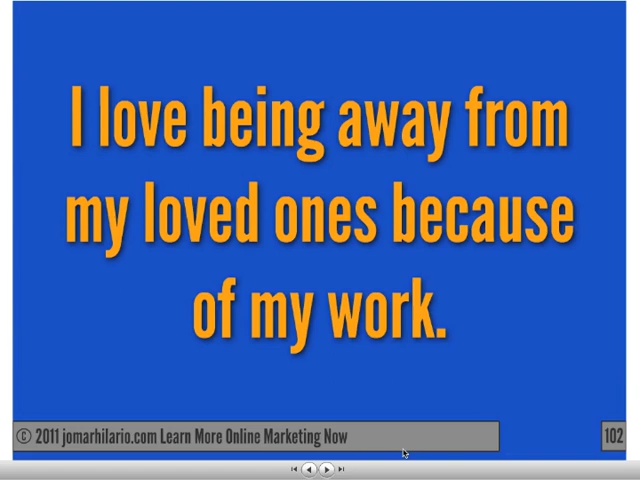 I love being away from
my loved ones because
of my work.
© 2011 jomarhilario.com Learn More Online Marketing Now
102